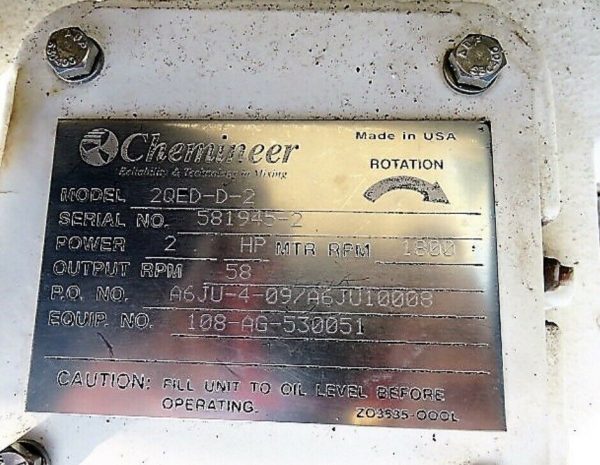 Chemineer
Reliability & Technology in Mixing
Made in USA
ROTATION
MODEL 2QED-D-2
SERIAL NO. 581945-2
POWER 2 HP MTR RPM 1800
OUTPUT RPM 58
P.O. NO. A6JU-4-09/A6JU10008
EQUIP. NO. 108-AG-530051
CAUTION: FILL UNIT TO OIL LEVEL BEFORE
OPERATING.